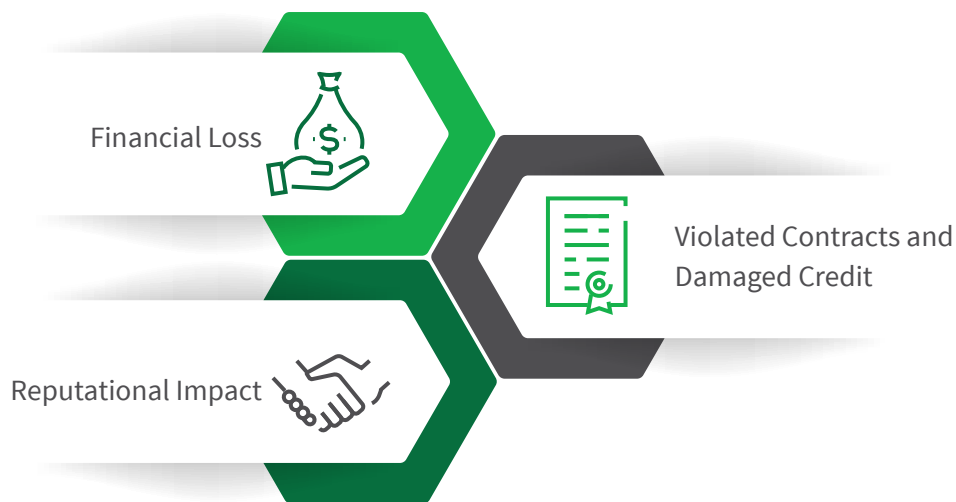 Financial Loss
$
Violated Contracts and
Damaged Credit
Reputational Impact